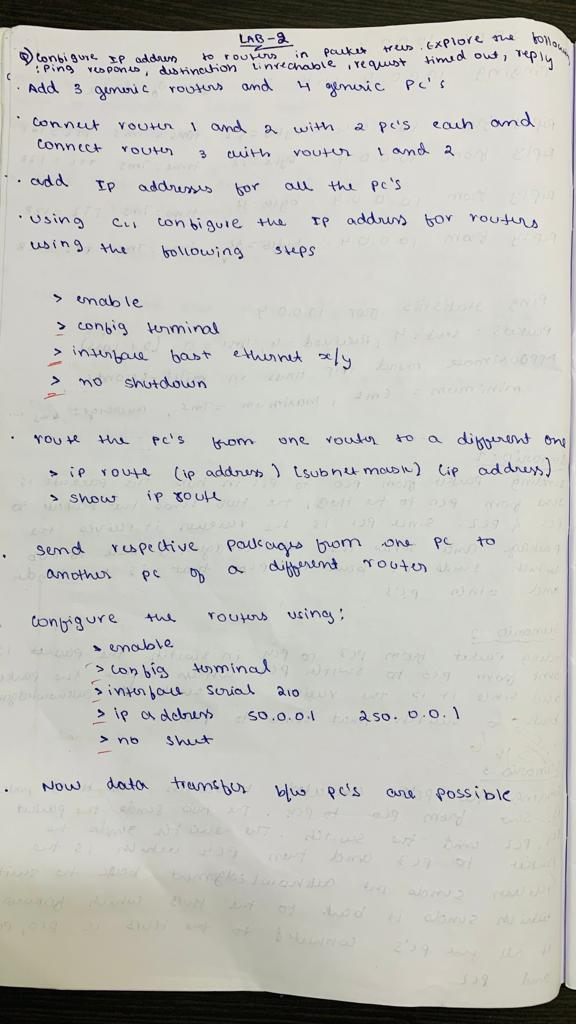 LAB-2
Q) Configure IP address to routers in packet trees. Explore the following
: Ping respones, distination unrechable, request timed out, reply
· Add 3 generic routers and 4 generic PC's
· connect router 1 and 2 with 2 pc's each and
connect router 3 with router 1 and 2
· add Ip addresses for all the pc's
· using CLI configure the IP address for routers
using the following steps
> enable
> config terminal
> interface fast ethernet x/y
> no shutdown
· route the pc's from one router to a different one
> ip route (ip address) (subnet mask) (ip address)
> show ip route
· send respective packages from one pc to
another pc of a different router
configure the routers using:
> enable
> config terminal
> interface serial 210
> ip address 50.0.0.1 250.0.0.1
> no shut
· Now data transfer b/w pc's are possible